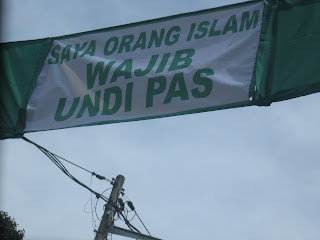 SAYA ORANG ISLAM
WAJIB
UNDI PAS